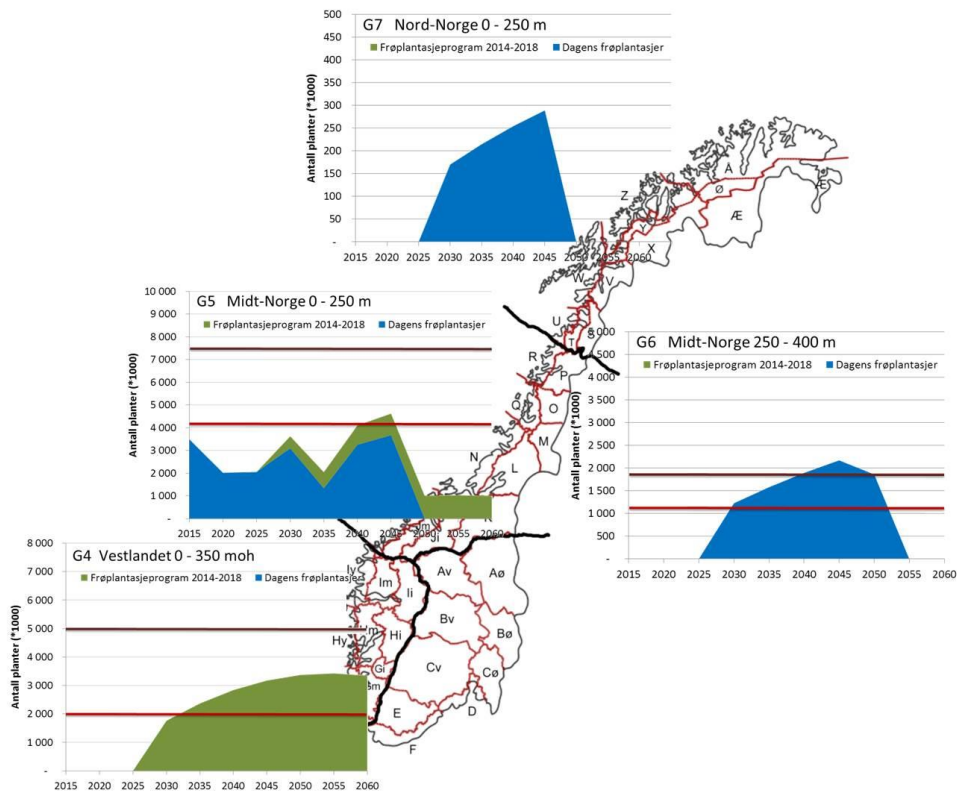 G7 Nord-Norge 0 - 250 m
Frøplantasjeprogram 2014-2018 Dagens frøplantasjer
Antall planter (*1000)
500
450
400
350
300
250
200
150
100
50
-
2015 2020 2025 2030 2035 2040 2045 2050 2055 2060
G5 Midt-Norge 0 - 250 m
Frøplantasjeprogram 2014-2018 Dagens frøplantasjer
Antall planter (*1000)
10 000
9 000
8 000
7 000
6 000
5 000
4 000
3 000
2 000
1 000
-
2015 2020 2025 2030 2035 2040 2045 2050 2055 2060
G6 Midt-Norge 250 - 400 m
Frøplantasjeprogram 2014-2018 Dagens frøplantasjer
Antall planter (*1000)
5 000
4 500
4 000
3 500
3 000
2 500
2 000
1 500
1 000
500
-
2015 2020 2025 2030 2035 2040 2045 2050 2055 2060
G4 Vestlandet 0 - 350 moh
Frøplantasjeprogram 2014-2018 Dagens frøplantasjer
Antall planter (*1000)
8 000
7 000
6 000
5 000
4 000
3 000
2 000
1 000
-
2015 2020 2025 2030 2035 2040 2045 2050 2055 2060
Å
Æ
Ø
Æ
Z
Y
X
W
V
U
S
T
R
P
Q
O
M
N
L
Ji
Av
Aø
Im
Ii
Bv
Bø
Hy
Hi
Gi
Cv
Cø
E
D
F